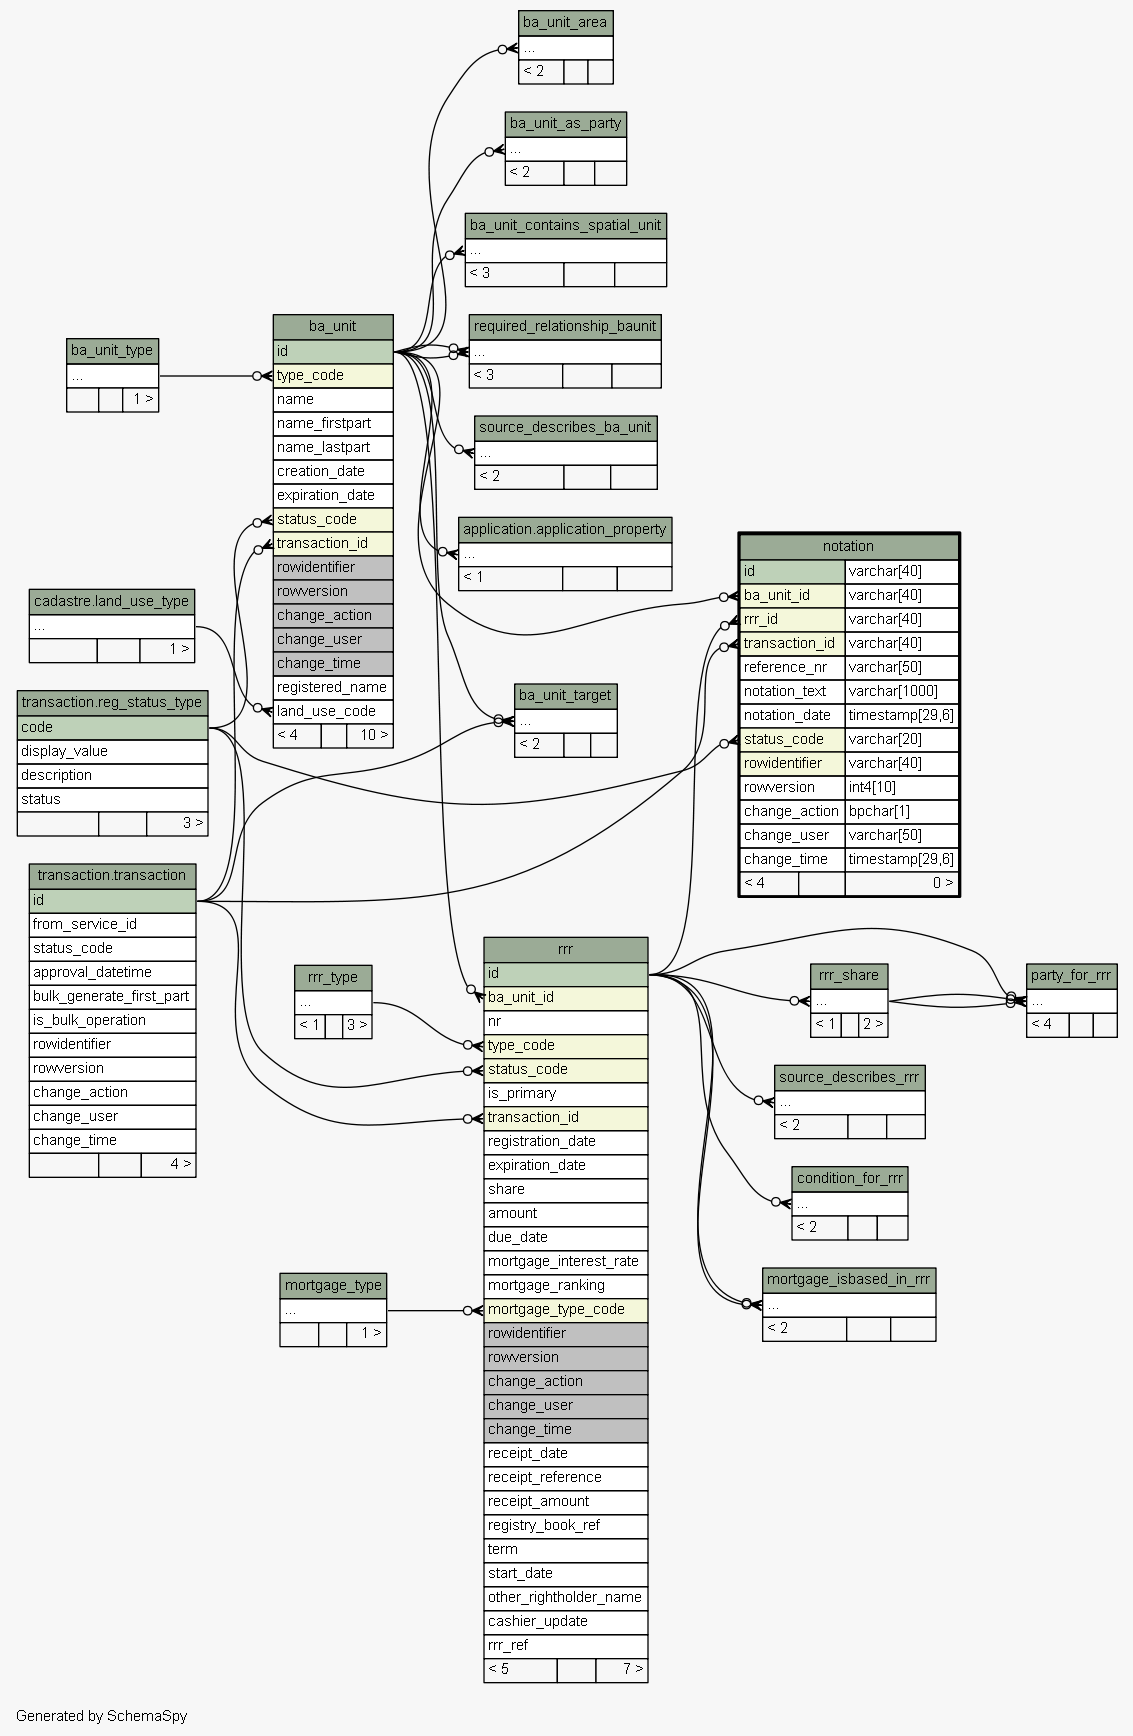 ba_unit_area
...
< 2
ba_unit_as_party
...
< 2
ba_unit_contains_spatial_unit
...
< 3
required_relationship_baunit
...
< 3
source_describes_ba_unit
...
< 2
application.application_property
...
< 1
ba_unit_type
...
1 >
ba_unit
id
type_code
name
name_firstpart
name_lastpart
creation_date
expiration_date
status_code
transaction_id
rowidentifier
rowversion
change_action
change_user
change_time
registered_name
land_use_code
< 4 10 >
cadastre.land_use_type
...
1 >
transaction.reg_status_type
code
display_value
description
status
3 >
transaction.transaction
id
from_service_id
status_code
approval_datetime
bulk_generate_first_part
is_bulk_operation
rowidentifier
rowversion
change_action
change_user
change_time
4 >
ba_unit_target
...
< 2
notation
id varchar[40]
ba_unit_id varchar[40]
rrr_id varchar[40]
transaction_id varchar[40]
reference_nr varchar[50]
notation_text varchar[1000]
notation_date timestamp[29,6]
status_code varchar[20]
rowidentifier varchar[40]
rowversion int4[10]
change_action bpchar[1]
change_user varchar[50]
change_time timestamp[29,6]
< 4 0 >
rrr_type
...
< 1 3 >
mortgage_type
...
1 >
rrr
id
ba_unit_id
nr
type_code
status_code
is_primary
transaction_id
registration_date
expiration_date
share
amount
due_date
mortgage_interest_rate
mortgage_ranking
mortgage_type_code
rowidentifier
rowversion
change_action
change_user
change_time
receipt_date
receipt_reference
receipt_amount
registry_book_ref
term
start_date
other_rightholder_name
cashier_update
rrr_ref
< 5 7 >
rrr_share
...
< 1 2 >
party_for_rrr
...
< 4
source_describes_rrr
...
< 2
condition_for_rrr
...
< 2
mortgage_isbased_in_rrr
...
< 2
Generated by SchemaSpy